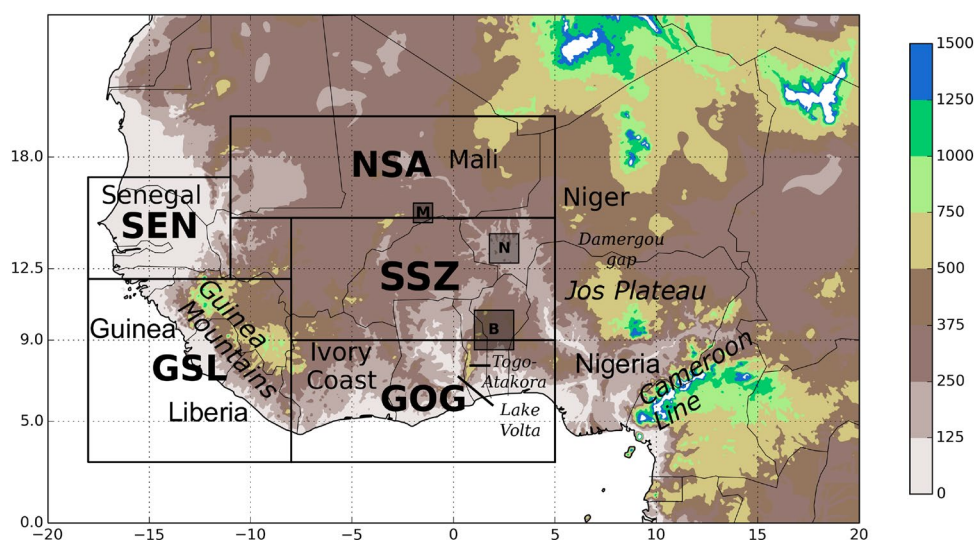 1500
1250
1000
750
500
375
250
125
0
18.0
12.5
9.0
5.0
0.0
−20
−15
−10
−5
0
5
10
15
20
NSA
Mali
Niger
Senegal
SEN
M
N
B
Damergou
gap
SSZ
Jos Plateau
Guinea
Mountains
Guinea
GSL
Liberia
Ivory
Coast
GOG
Togo-
Atakora
Lake
Volta
Nigeria
Cameroon
Line